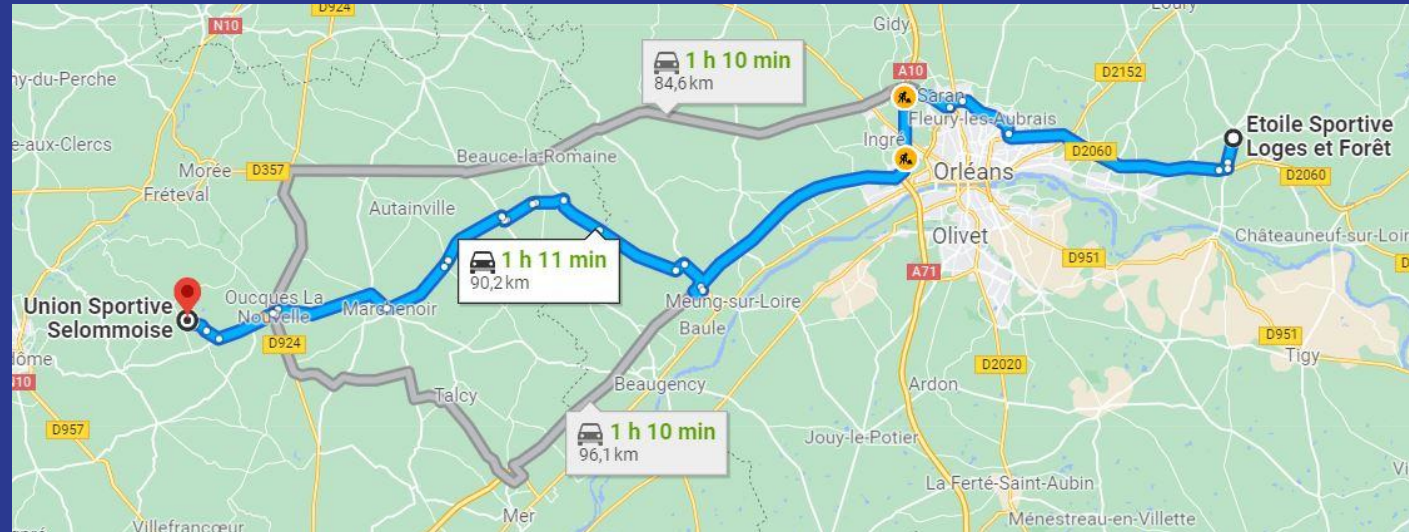 D924
Loury
N10
Gidy
1 h 10 min
84,6 km
A10
D2152
ny-du-Perche
Saran
Fleury-les-Aubrais
Etoile Sportive
Loges et Forêt
e-aux-Clercs
Ingré
Beauce-la-Romaine
D2060
Morée
D357
Orléans
D2060
Fréteval
Autainville
Olivet
Châteauneuf-sur-Loir
1 h 11 min
90,2 km
D951
A71
Union Sportive
Selommoise
Oucques La
Nouvelle
Marchenoir
Meung-sur-Loire
Baule
D924
D951
Tigy
dôme
N10
D2020
Beaugency
Ardon
Talcy
D957
1 h 10 min
96,1 km
Jouy-le-Potier
La Ferté-Saint-Aubin
Mer
Ménestreau-en-Villette
Villefrancœur